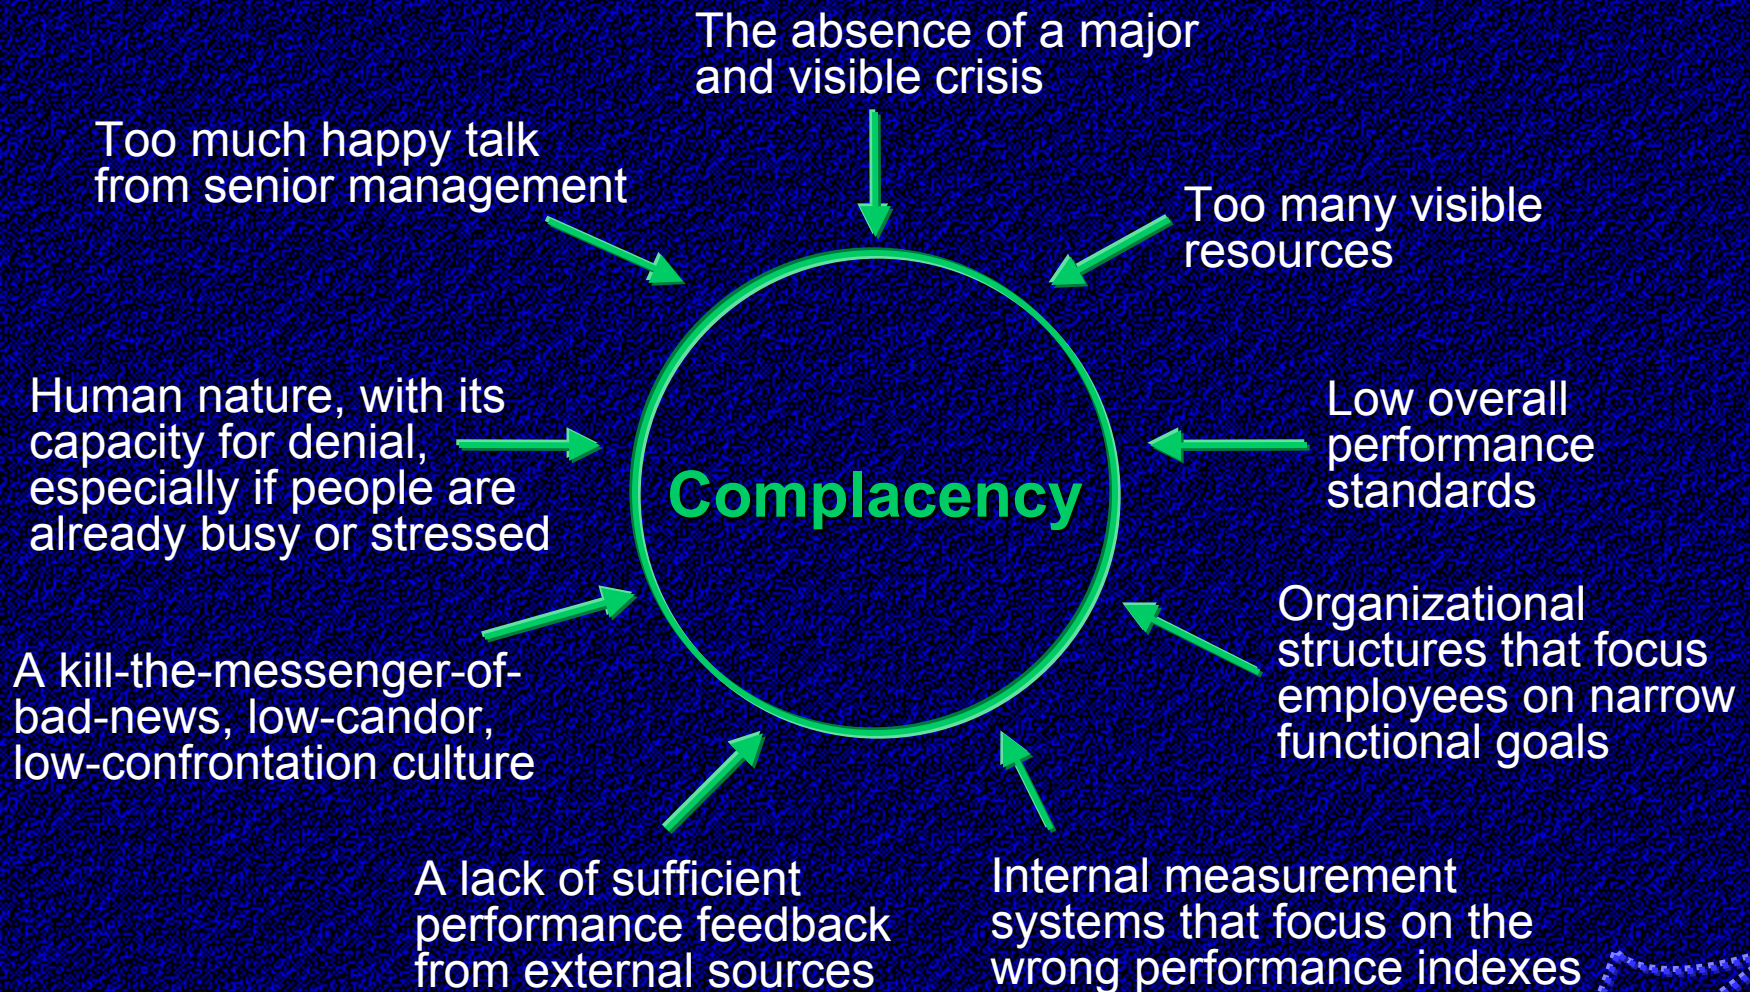 The absence of a major
and visible crisis
Too much happy talk
from senior management
Too many visible
resources
Human nature, with its
capacity for denial,
especially if people are
already busy or stressed
Low overall
performance
standards
Complacency
Organizational
structures that focus
employees on narrow
functional goals
A kill-the-messenger-of-
bad-news, low-candor,
low-confrontation culture
A lack of sufficient
performance feedback
from external sources
Internal measurement
systems that focus on the
wrong performance indexes